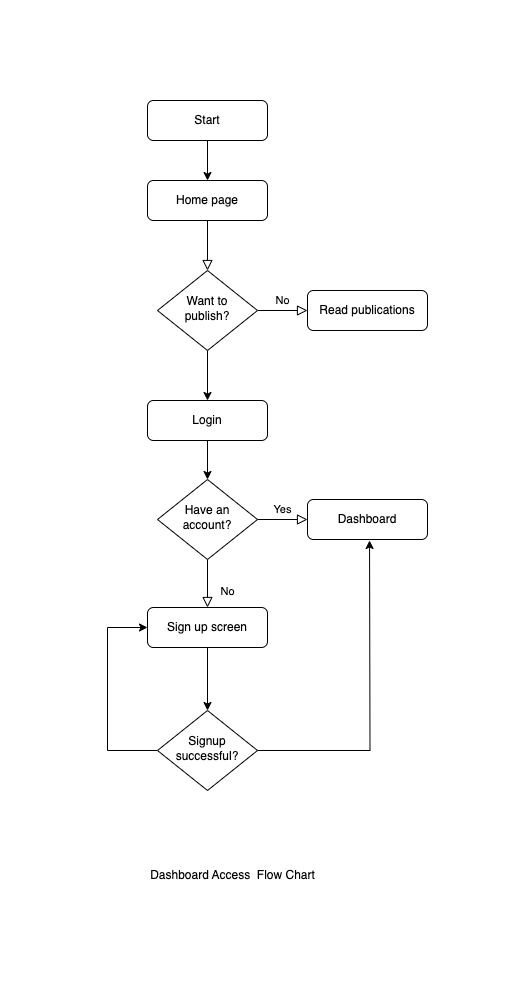 Start
Home page
Want to
publish?
No
Read publications
Login
Have an
account?
Yes
Dashboard
No
Sign up screen
Signup
successful?
Dashboard Access  Flow Chart